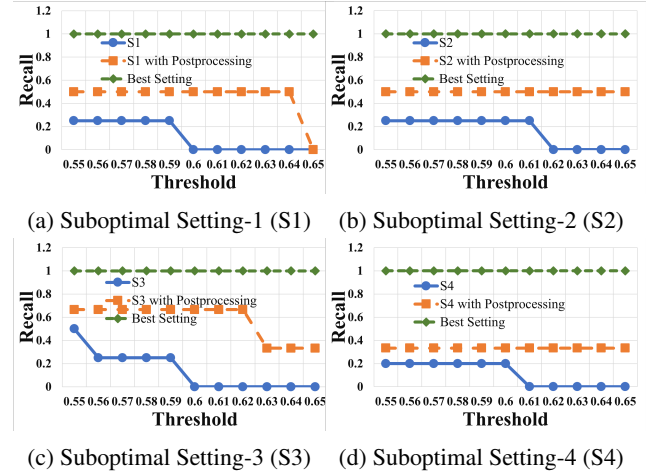 1.2
1
0.8
0.6
0.4
0.2
0
Recall
S1
S1 with Postprocessing
Best Setting
0.55 0.56 0.57 0.58 0.59 0.6 0.61 0.62 0.63 0.64 0.65
Threshold
(a) Suboptimal Setting-1 (S1)
1.2
1
0.8
0.6
0.4
0.2
0
Recall
S2
S2 with Postprocessing
Best Setting
0.55 0.56 0.57 0.58 0.59 0.6 0.61 0.62 0.63 0.64 0.65
Threshold
(b) Suboptimal Setting-2 (S2)
1.2
1
0.8
0.6
0.4
0.2
0
Recall
S3
S3 with Postprocessing
Best Setting
0.55 0.56 0.57 0.58 0.59 0.6 0.61 0.62 0.63 0.64 0.65
Threshold
(c) Suboptimal Setting-3 (S3)
1.2
1
0.8
0.6
0.4
0.2
0
Recall
S4
S4 with Postprocessing
Best Setting
0.55 0.56 0.57 0.58 0.59 0.6 0.61 0.62 0.63 0.64 0.65
Threshold
(d) Suboptimal Setting-4 (S4)